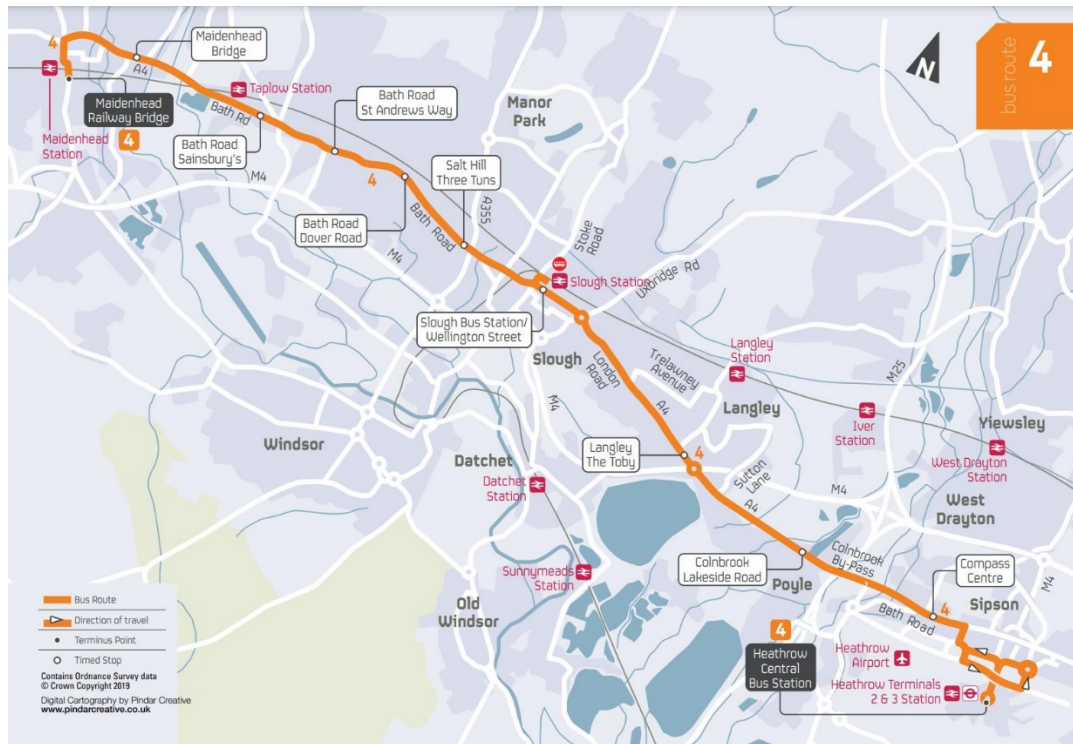 bus route
4
4
Maidenhead
Bridge
A4
Taplow Station
Maidenhead
Railway Bridge
4
Maidenhead
Station
Bath Rd
Bath Road
Sainsbury's
M4
Bath Road
St Andrews Way
Manor
Park
Salt Hill
Three Tuns
4
Bath Road
Dover Road
Bath Road
A355
M4
Stoke
Road
Slough Station
Uxbridge Rd
Slough Bus Station/
Wellington Street
Slough
London
Road
Trelawney
Avenue
Langley
Station
M25
A4
Langley
M4
Iver
Station
Yiewsley
West Drayton
Station
Windsor
Datchet
Datchet
Station
Langley
The Toby
4
Sutton
Lane
A4
M4
West
Drayton
Colnbrook
Lakeside Road
Poyle
Colnbrook
By-Pass
Compass
Centre
M4
Sunnymeads
Station
Old
Windsor
4
Sipson
Bath Road
4
Heathrow
Central
Bus Station
Heathrow
Airport
Heathrow Terminals
2 & 3 Station
N
Bus Route
Direction of travel
Terminus Point
Timed Stop
Contains Ordnance Survey data
© Crown Copyright 2019
Digital Cartography by Pindar Creative
www.pindarcreative.co.uk